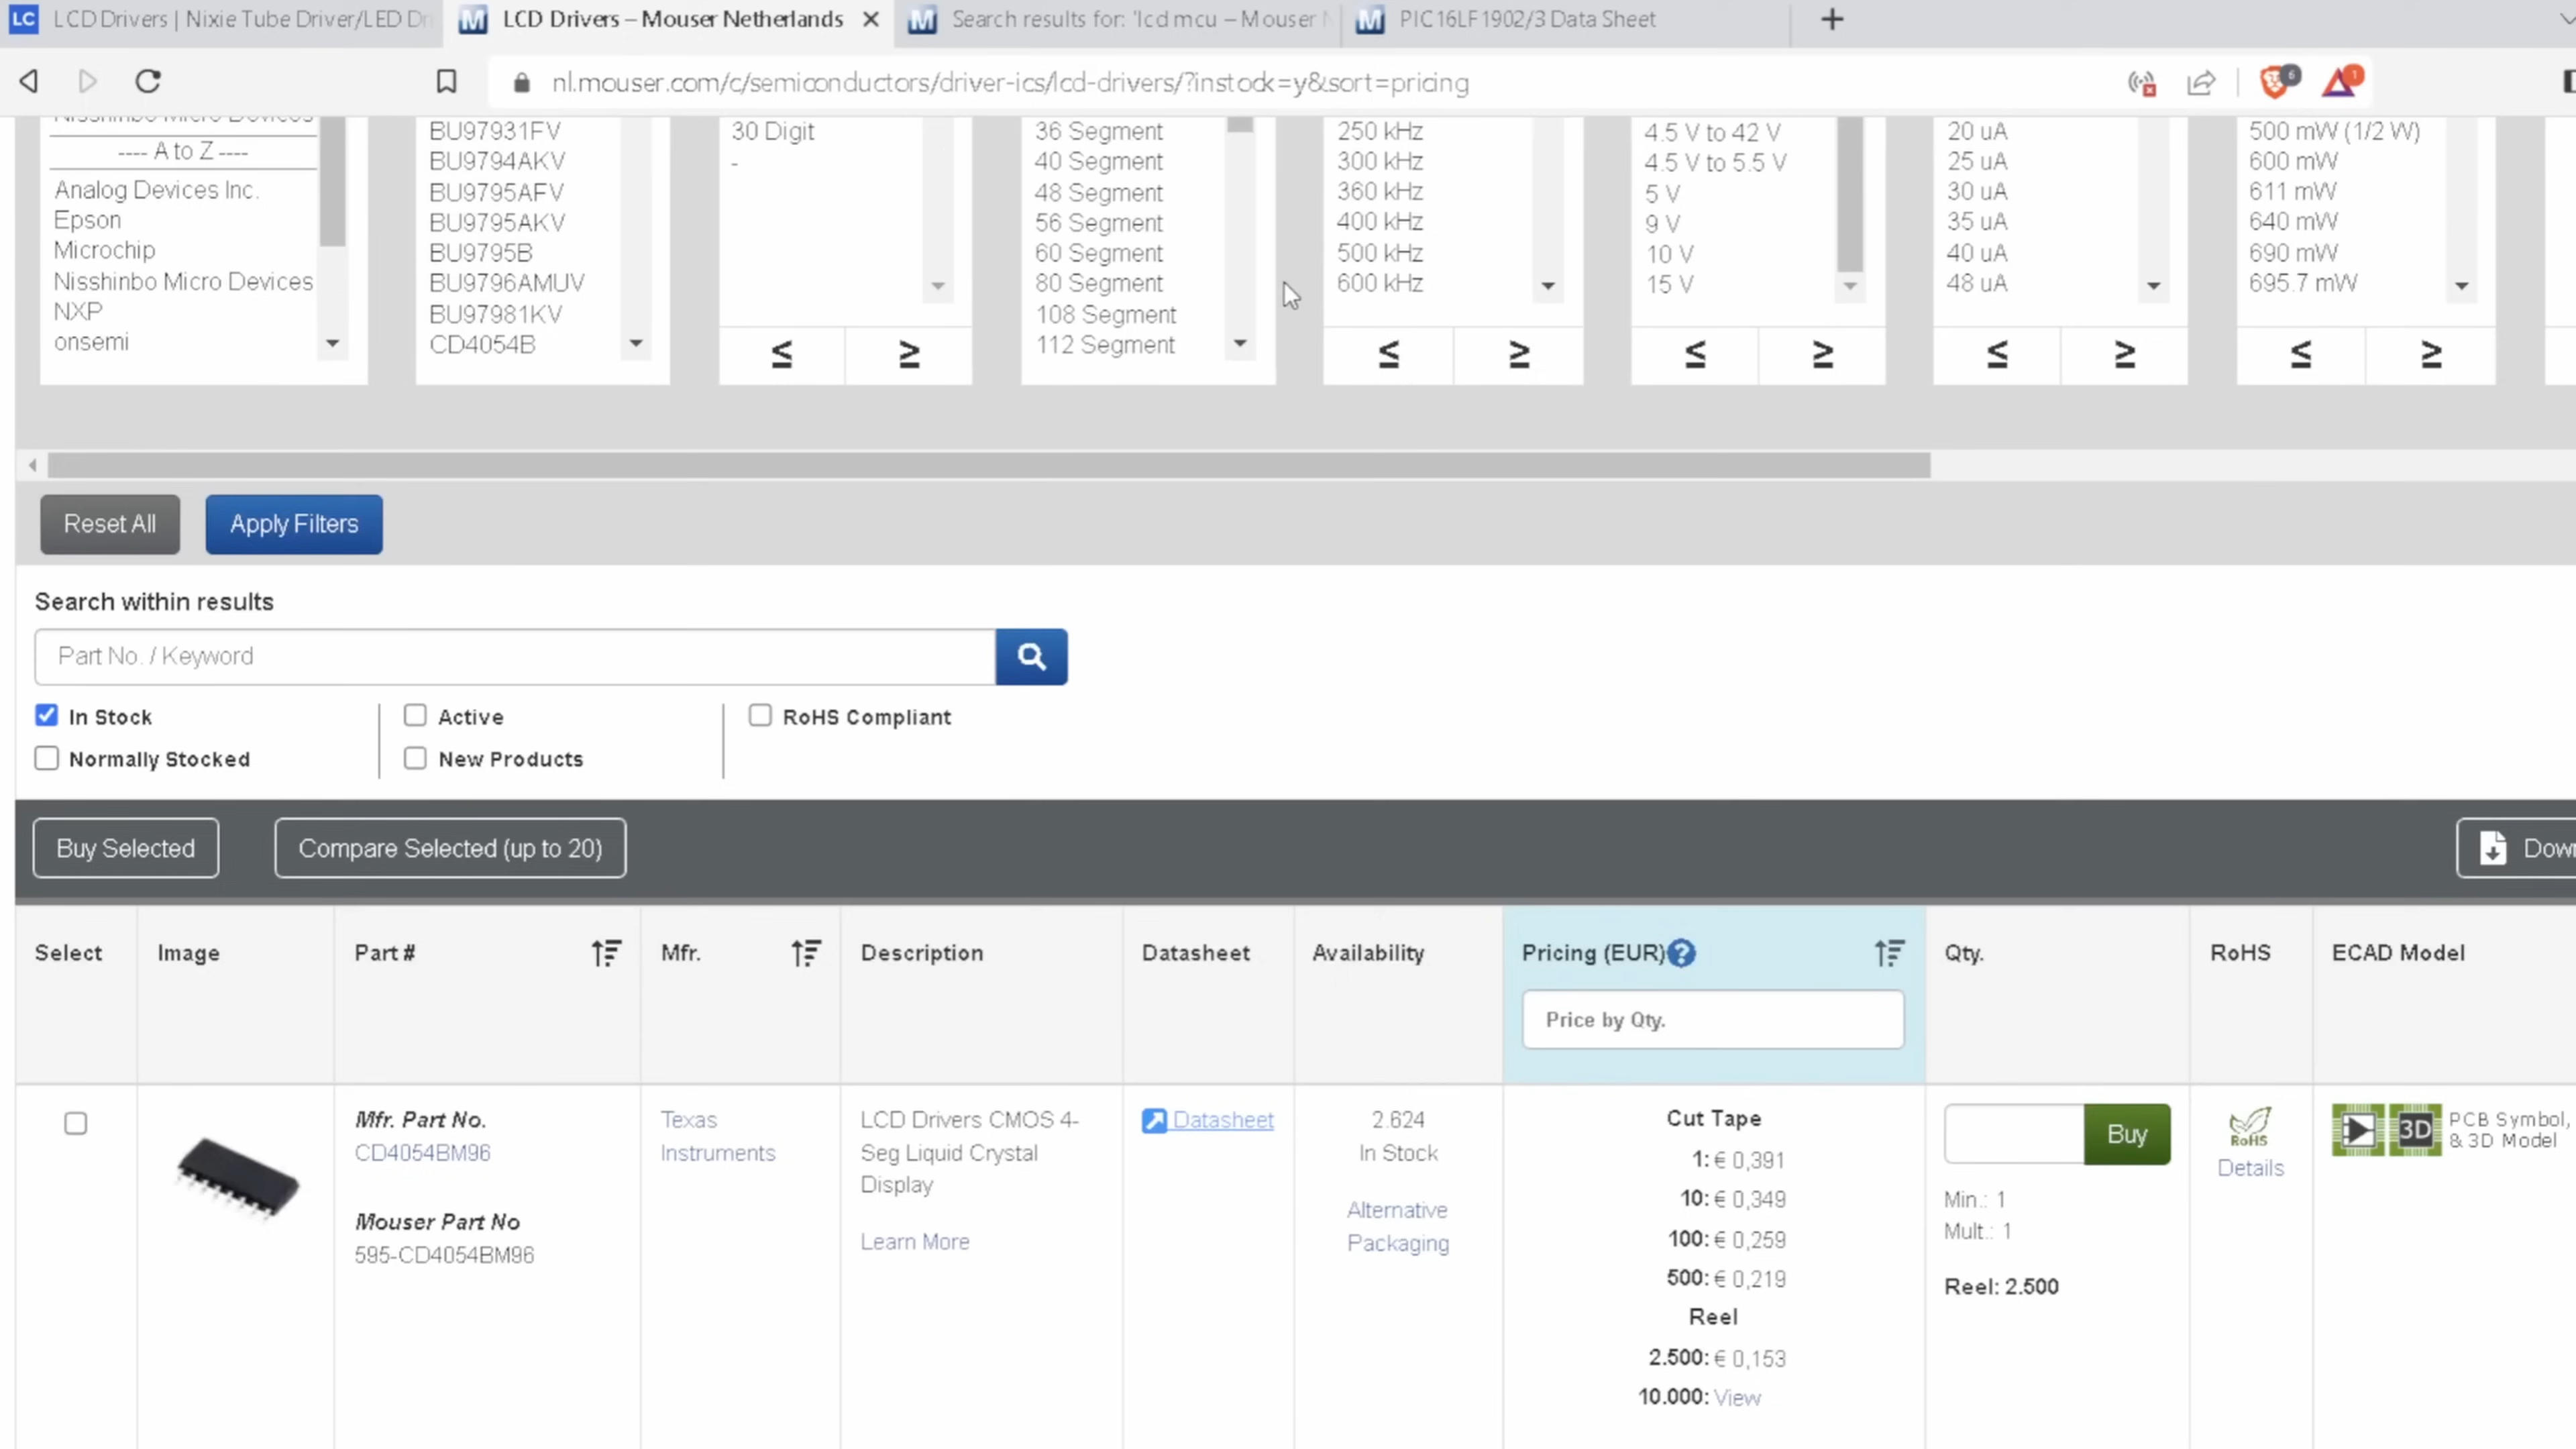 LC LCD Drivers | Nixie Tube Driver/LED Dr
LCD Drivers – Mouser Netherlands
Search results for: 'lcd mcu – Mouser N
PIC16LF1902/3 Data Sheet
nl.mouser.com/c/semiconductors/driver-ics/lcd-drivers/?instock=y&sort=pricing
6
1
Nisshinbo Micro Devices
---- A to Z ----
Analog Devices Inc.
Epson
Microchip
Nisshinbo Micro Devices
NXP
onsemi
BU97931FV
BU9794AKV
BU9795AFV
BU9795AKV
BU9795B
BU9796AMUV
BU97981KV
CD4054B
30 Digit
-
≤ ≥
36 Segment
40 Segment
48 Segment
56 Segment
60 Segment
80 Segment
108 Segment
112 Segment
250 kHz
300 kHz
360 kHz
400 kHz
500 kHz
600 kHz
≤ ≥
4.5 V to 42 V
4.5 V to 5.5 V
5 V
9 V
10 V
15 V
≤ ≥
20 uA
25 uA
30 uA
35 uA
40 uA
48 uA
≤ ≥
500 mW (1/2 W)
600 mW
611 mW
640 mW
690 mW
695.7 mW
≤ ≥
Reset All
Apply Filters
Search within results
Part No. / Keyword
In Stock
Active
RoHS Compliant
Normally Stocked
New Products
Buy Selected
Compare Selected (up to 20)
Select
Image
Part #
Mfr.
Description
Datasheet
Availability
Pricing (EUR)
Price by Qty.
Qty.
RoHS
ECAD Model
Mfr. Part No.
CD4054BM96
Mouser Part No
595-CD4054BM96
Texas
Instruments
LCD Drivers CMOS 4-
Seg Liquid Crystal
Display
Learn More
Datasheet
2.624
In Stock
Alternative
Packaging
Cut Tape
1: € 0,391
10: € 0,349
100: € 0,259
500: € 0,219
Reel
2.500: € 0,153
10.000: View
Buy
Min.: 1
Mult.: 1
Reel: 2.500
RoHS
Details
3D
PCB Symbol,
& 3D Model